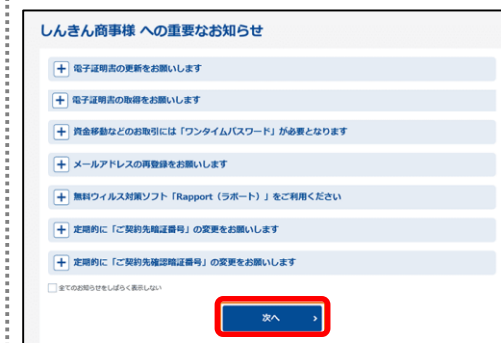 しんきん商事様 への重要なお知らせ
電子証明書の更新をお願いします
電子証明書の取得をお願いします
資金移動などのお取引には「ワンタイムパスワード」が必要となります
メールアドレスの再登録をお願いします
無料ウィルス対策ソフト「Rapport（ラポート）」をご利用ください
定期的に「ご契約先暗証番号」の変更をお願いします
定期的に「ご契約先確認暗証番号」の変更をお願いします
全てのお知らせをしばらく表示しない
次へ